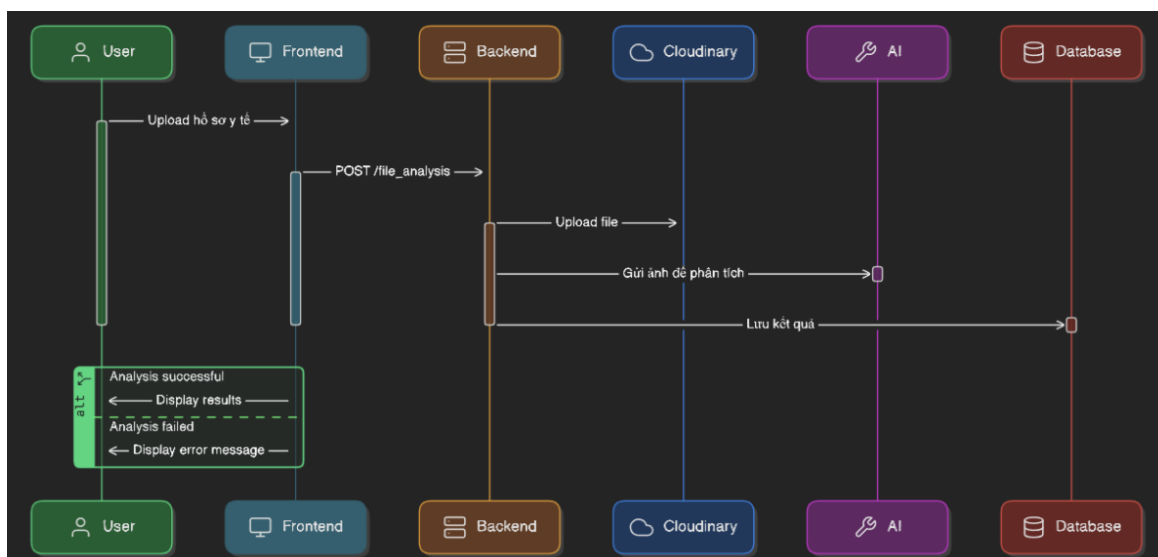 User
Frontend
Backend
Cloudinary
AI
Database
Upload hồ sơ y tế
POST /file_analysis
Upload file
Gửi ảnh để phân tích
Lưu kết quả
alt
Analysis successful
Display results
Analysis failed
Display error message
User
Frontend
Backend
Cloudinary
AI
Database